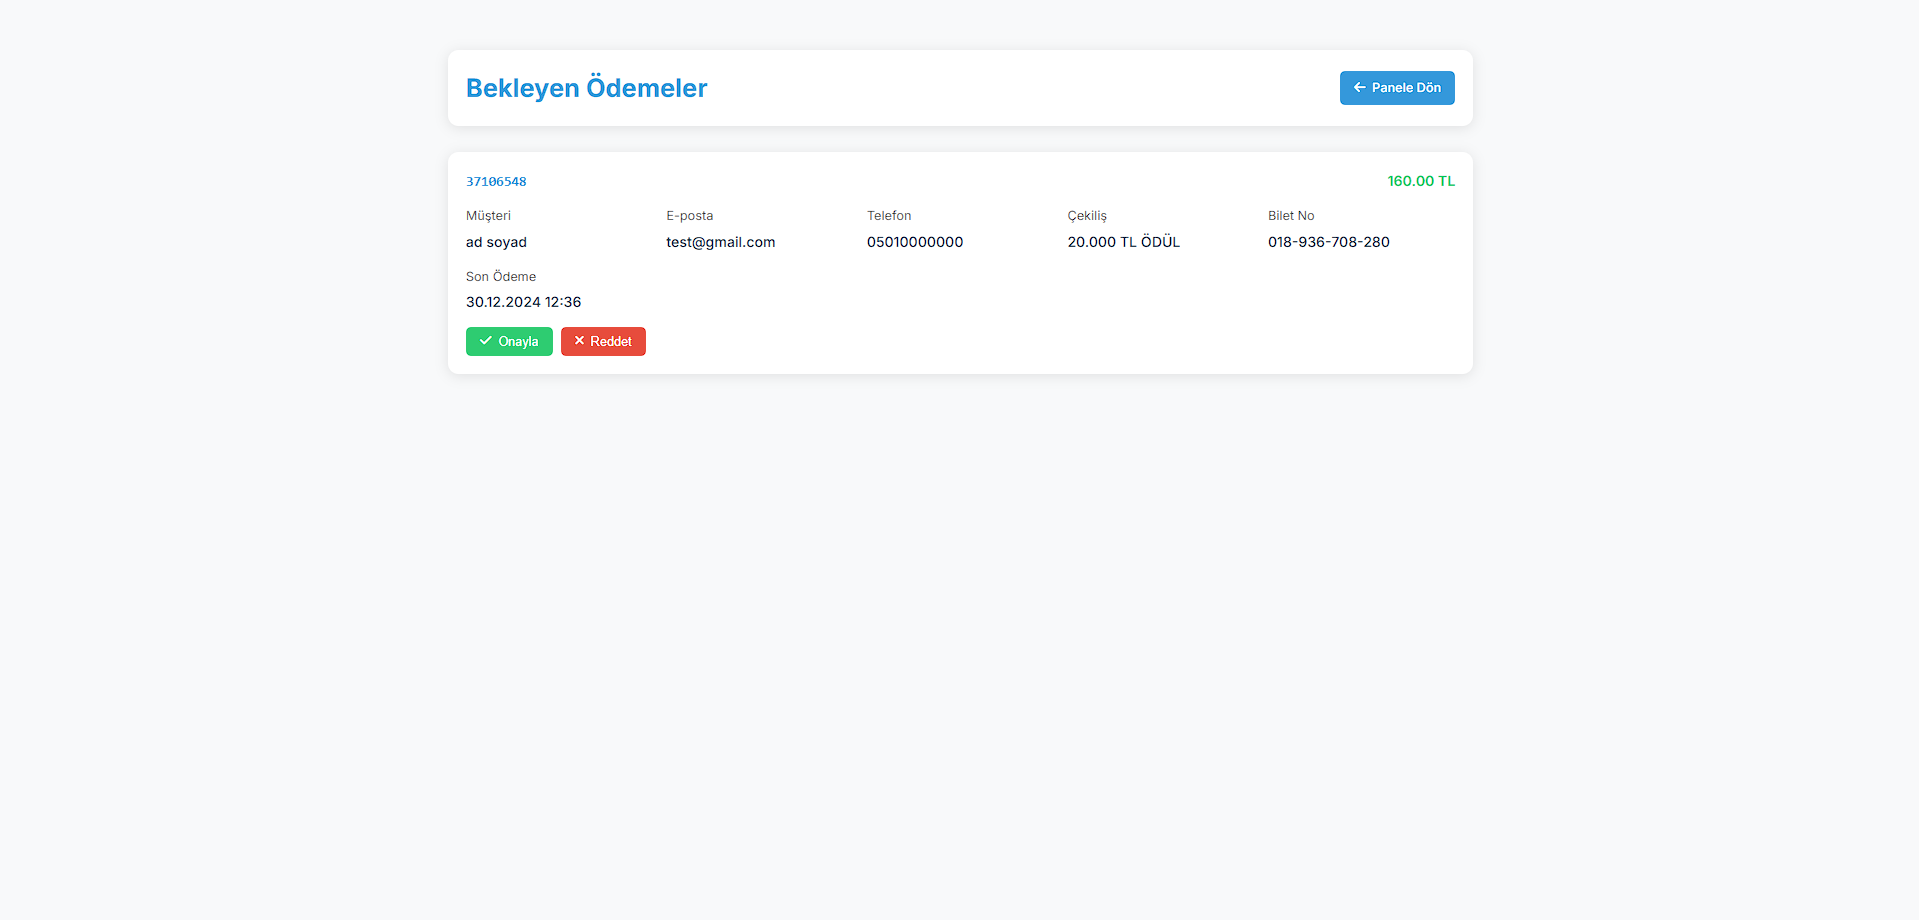 Bekleyen Ödemeler
Panele Dön
37106548
160.00 TL
Müşteri
E-posta
Telefon
Çekiliş
Bilet No
ad soyad
test@gmail.com
05010000000
20.000 TL ÖDÜL
018-936-708-280
Son Ödeme
30.12.2024 12:36
Onayla
Reddet